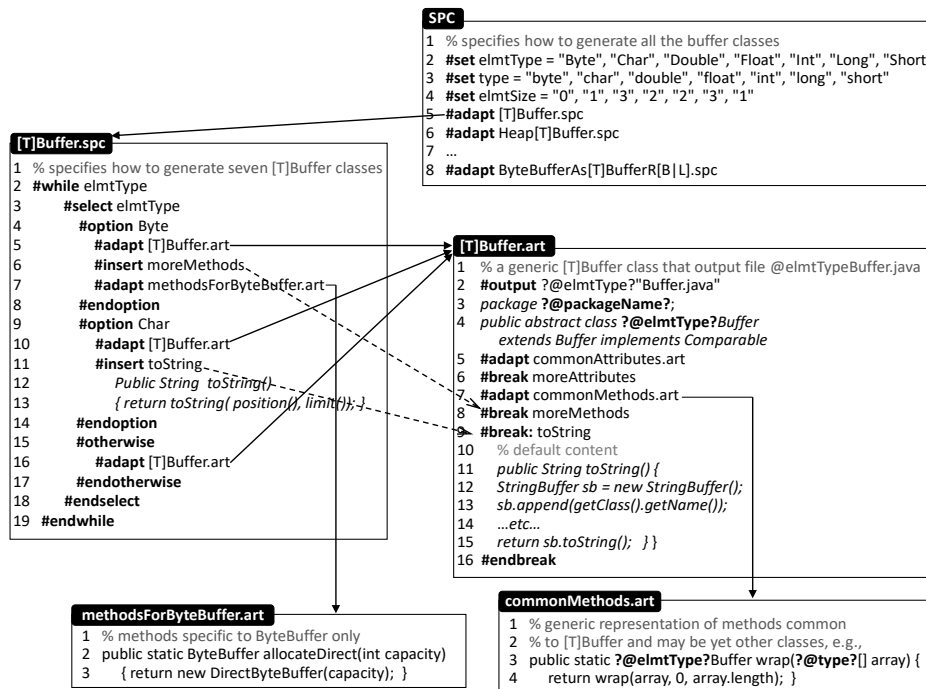 SPC
1 % specifies how to generate all the buffer classes
2 #set elmtType = "Byte", "Char", "Double", "Float", "Int", "Long", "Short
3 #set type = "byte", "char", "double", "float", "int", "long", "short"
4 #set elmtSize = "0", "1", "3", "2", "2", "3", "1"
5 #adapt [T]Buffer.spc
6 #adapt Heap[T]Buffer.spc
7 ...
8 #adapt ByteBufferAs[T]BufferR[B|L].spc
[T]Buffer.spc
1 % specifies how to generate seven [T]Buffer classes
2 #while elmtType
3 #select elmtType
4 #option Byte
5 #adapt [T]Buffer.art
6 #insert moreMethods
7 #adapt methodsForByteBuffer.art
8 #endoption
9 #option Char
10 #adapt [T]Buffer.art
11 #insert toString
12 Public String toString()
13 { return toString( position(), limit()); }
14 #endoption
15 #otherwise
16 #adapt [T]Buffer.art
17 #endotherwise
18 #endselect
19 #endwhile
[T]Buffer.art
1 % a generic [T]Buffer class that output file @elmtTypeBuffer.java
2 #output ?@elmtType?"Buffer.java"
3 package ?@packageName?;
4 public abstract class ?@elmtType?Buffer
extends Buffer implements Comparable
5 #adapt commonAttributes.art
6 #break moreAttributes
7 #adapt commonMethods.art
8 #break moreMethods
9 #break: toString
10 % default content
11 public String toString() {
12 StringBuffer sb = new StringBuffer();
13 sb.append(getClass().getName());
14 ...etc...
15 return sb.toString(); } }
16 #endbreak
methodsForByteBuffer.art
1 % methods specific to ByteBuffer only
2 public static ByteBuffer allocateDirect(int capacity)
3 { return new DirectByteBuffer(capacity); }
commonMethods.art
1 % generic representation of methods common
2 % to [T]Buffer and may be yet other classes, e.g.,
3 public static ?@elmtType?Buffer wrap(?@type?[] array) {
4 return wrap(array, 0, array.length); }